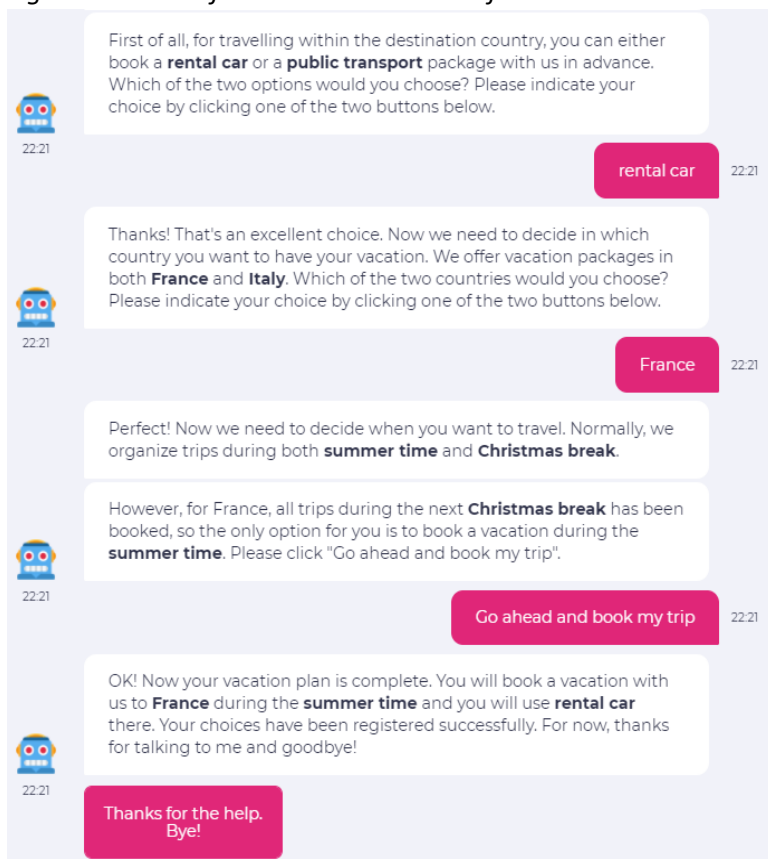 First of all, for travelling within the destination country, you can either
book a rental car or a public transport package with us in advance.
Which of the two options would you choose? Please indicate your
choice by clicking one of the two buttons below.
22:21
rental car
22:21
Thanks! That's an excellent choice. Now we need to decide in which
country you want to have your vacation. We offer vacation packages in
both France and Italy. Which of the two countries would you choose?
Please indicate your choice by clicking one of the two buttons below.
22:21
France
22:21
Perfect! Now we need to decide when you want to travel. Normally, we
organize trips during both summer time and Christmas break.
However, for France, all trips during the next Christmas break has been
booked, so the only option for you is to book a vacation during the
summer time. Please click "Go ahead and book my trip".
22:21
Go ahead and book my trip
22:21
OK! Now your vacation plan is complete. You will book a vacation with
us to France during the summer time and you will use rental car
there. Your choices have been registered successfully. For now, thanks
for talking to me and goodbye!
22:21
Thanks for the help.
Bye!